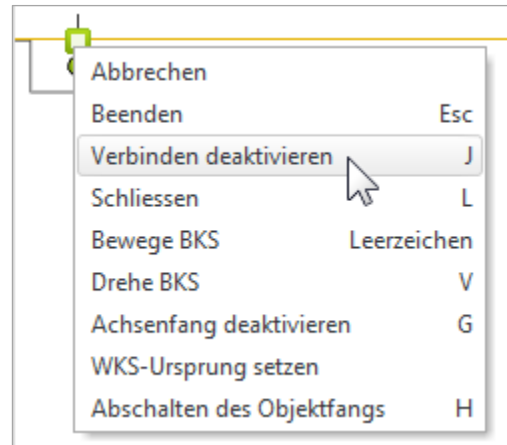 Abbrechen
Beenden Esc
Verbinden deaktivieren J
Schliessen L
Bewege BKS Leerzeichen
Drehe BKS V
Achsenfang deaktivieren G
WKS-Ursprung setzen
Abschalten des Objektfangs H